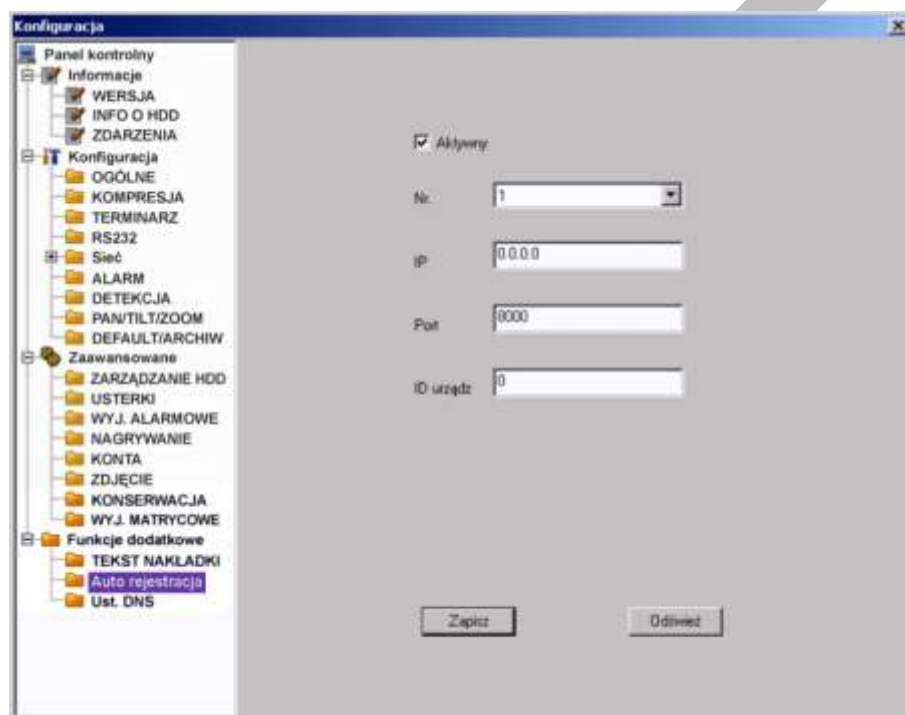 Konfiguracja
Panel kontrolny
Informacje
WERSJA
INFO O HDD
ZDARZENIA
Konfiguracja
OGÓLNE
KOMPRESJA
TERMINARZ
RS232
Sieć
ALARM
DETEKCJA
PAN/TILT/ZOOM
DEFAULT/ARCHIW
Zaawansowane
ZARZĄDZANIE HDD
USTERKI
WYJ. ALARMOWE
NAGRYWANIE
KONTA
ZDJĘCIE
KONSERWACJA
WYJ. MATRYCOWE
Funkcje dodatkowe
TEKST NAKŁADKI
Auto rejestracja
Ust. DNS
Aktywny
Nr. 1
IP 0.0.0.0
Port 8000
ID urządz 0
Zapisz Odśwież